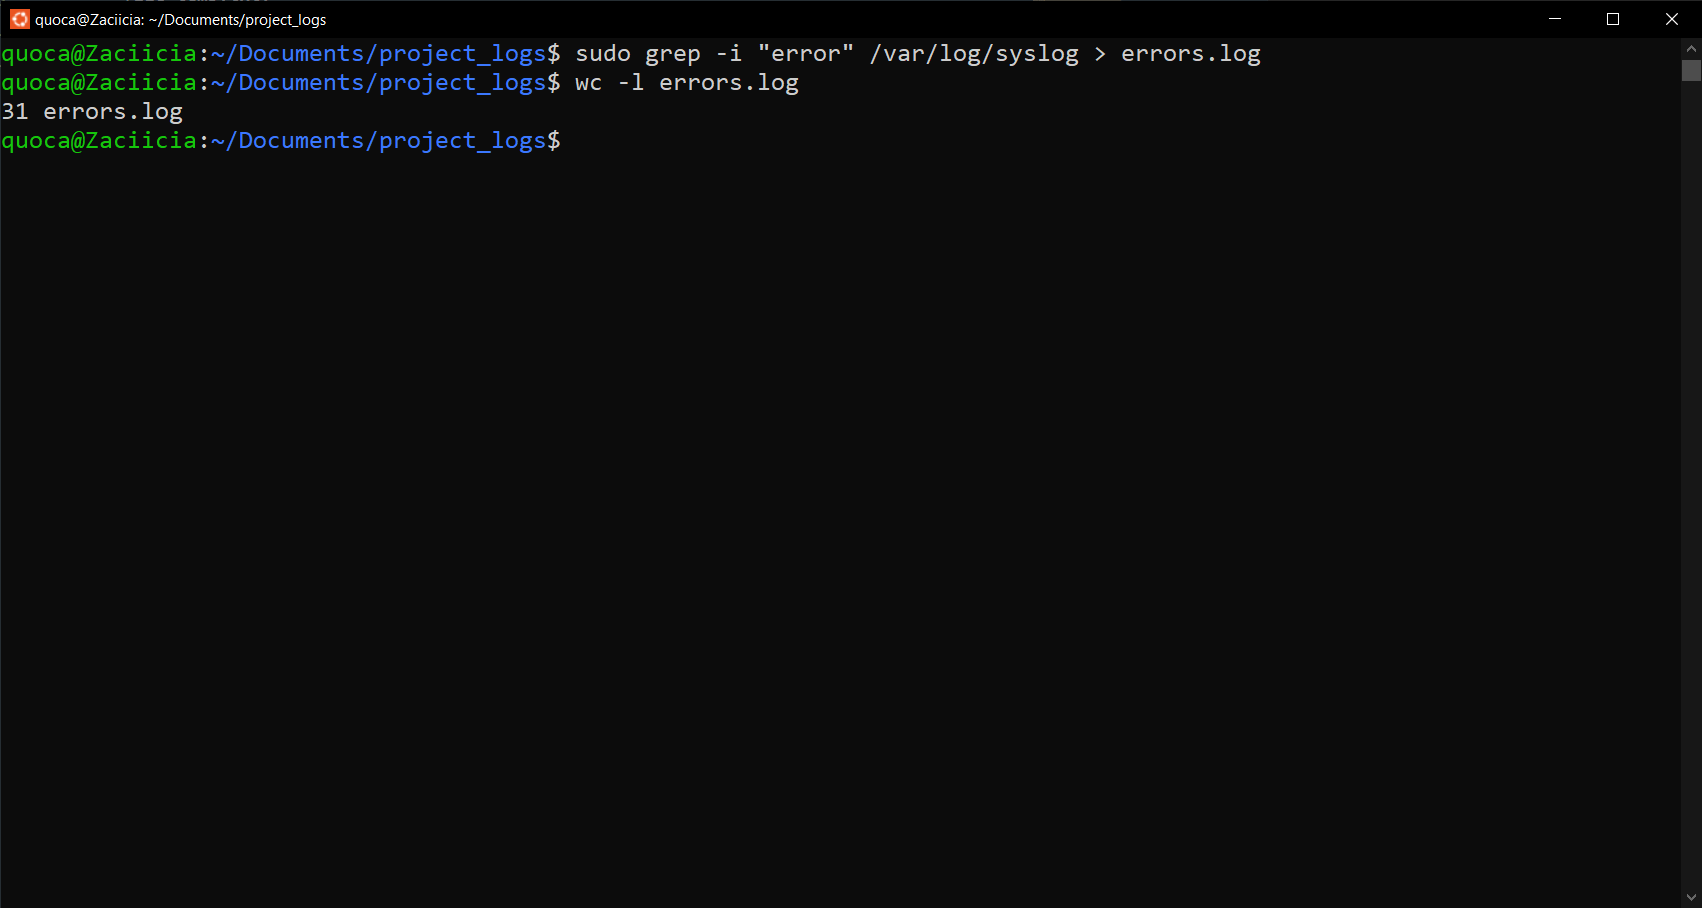 quoca@Zaciicia: ~/Documents/project_logs
quoca@Zaciicia:~/Documents/project_logs$ sudo grep -i "error" /var/log/syslog > errors.log
quoca@Zaciicia:~/Documents/project_logs$ wc -l errors.log
31 errors.log
quoca@Zaciicia:~/Documents/project_logs$